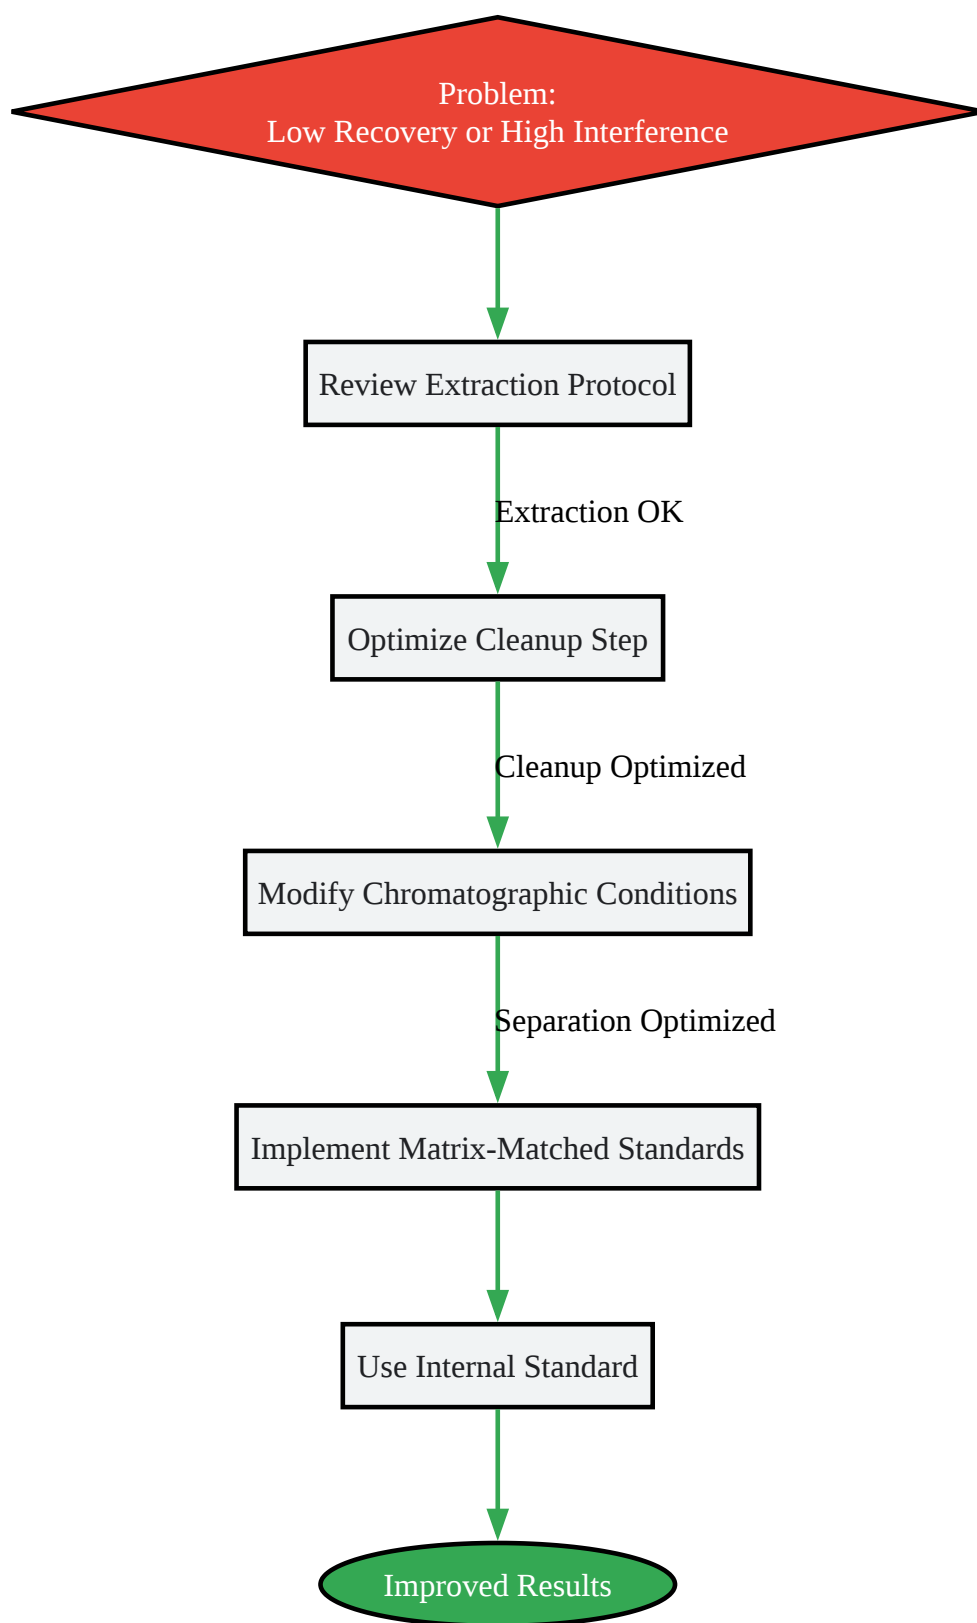 Problem:
Low Recovery or High Interference
Review Extraction Protocol
Extraction OK
Optimize Cleanup Step
Cleanup Optimized
Modify Chromatographic Conditions
Separation Optimized
Implement Matrix-Matched Standards
Use Internal Standard
Improved Results